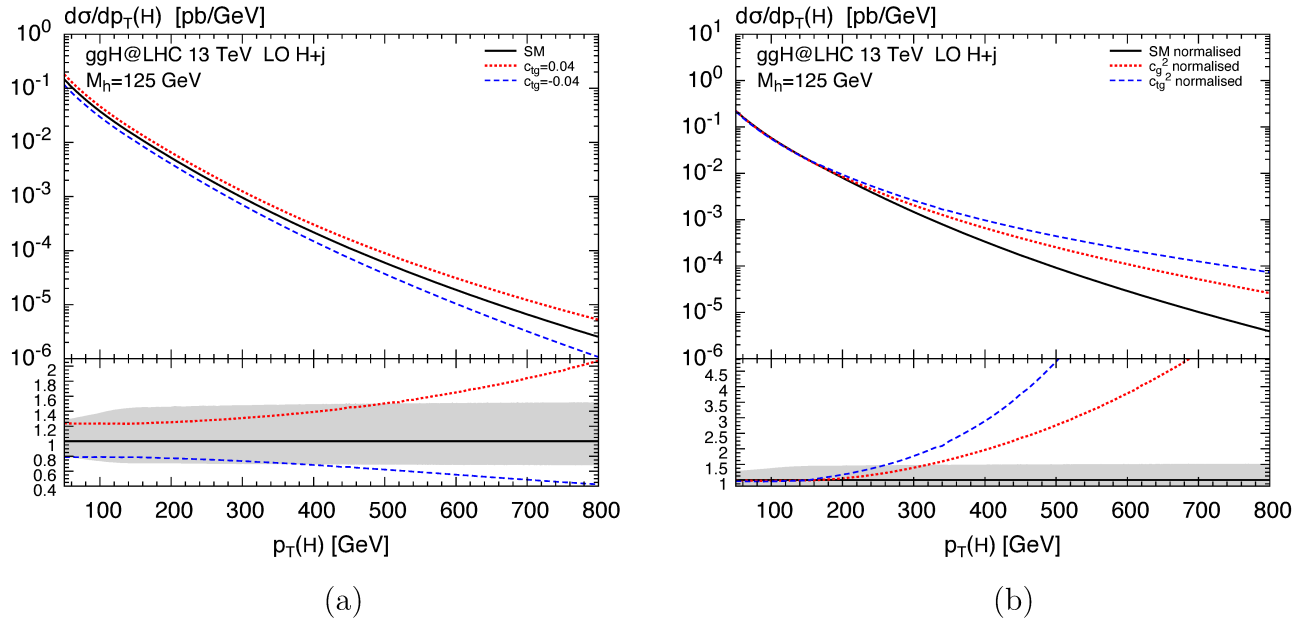 dσ/dpT(H) [pb/GeV]
10^0
ggH@LHC 13 TeV LO H+j
SM
M_h=125 GeV
c_tg=0.04
c_tg=-0.04
10^-1
10^-2
10^-3
10^-4
10^-5
10^-6
2
1.6
1.4
1.2
1
0.8
0.6
0.4
100 200 300 400 500 600 700 800
p_T(H) [GeV]
(a)
dσ/dp_T(H) [pb/GeV]
10^1
ggH@LHC 13 TeV LO H+j
SM normalised
M_h=125 GeV
c_g^2 normalised
c_tg^2 normalised
10^0
10^-1
10^-2
10^-3
10^-4
10^-5
10^-6
4.5
3.5
2.5
2
1.5
1
100 200 300 400 500 600 700 800
p_T(H) [GeV]
(b)